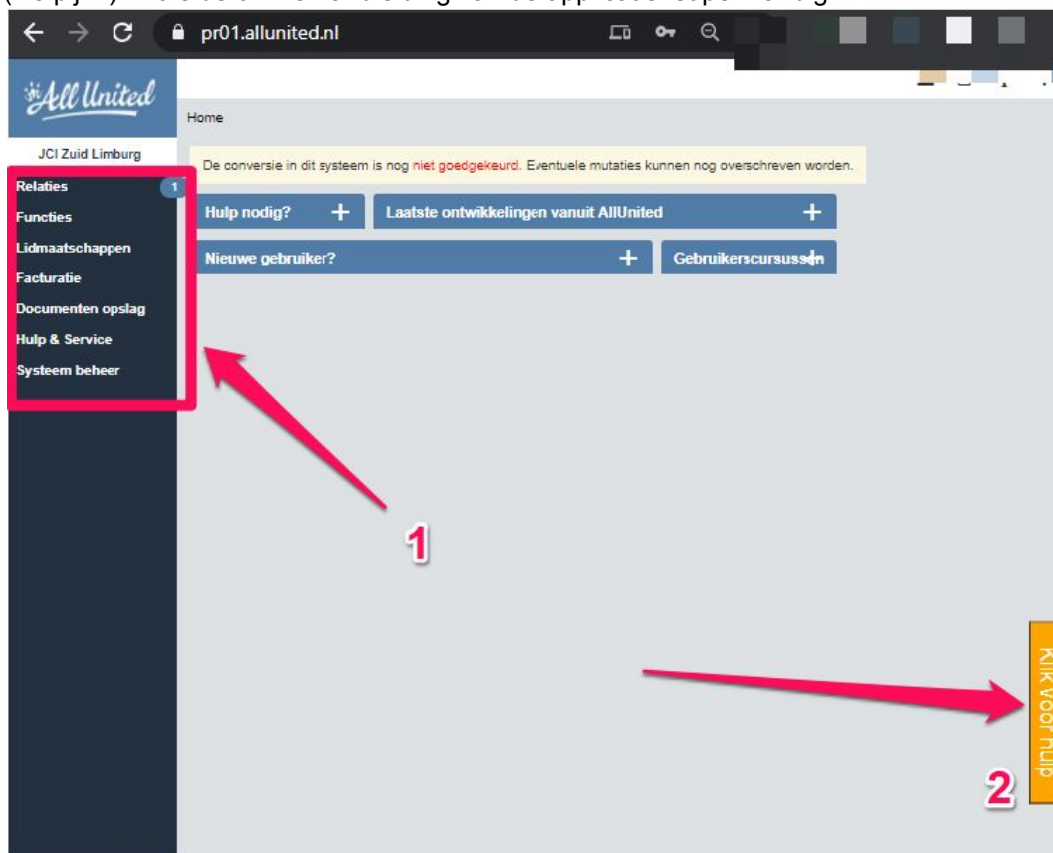 pr01.allunited.nl
All United
Home
JCI Zuid Limburg
De conversie in dit systeem is nog niet goedgekeurd. Eventuele mutaties kunnen nog overschreven worden.
Relaties 1
Functies
Lidmaatschappen
Facturatie
Documenten opslag
Hulp & Service
Systeem beheer
Hulp nodig? +
Laatste ontwikkelingen vanuit AllUnited +
Nieuwe gebruiker? +
Gebruikerscursussen +
1
Klik voor hulp
2